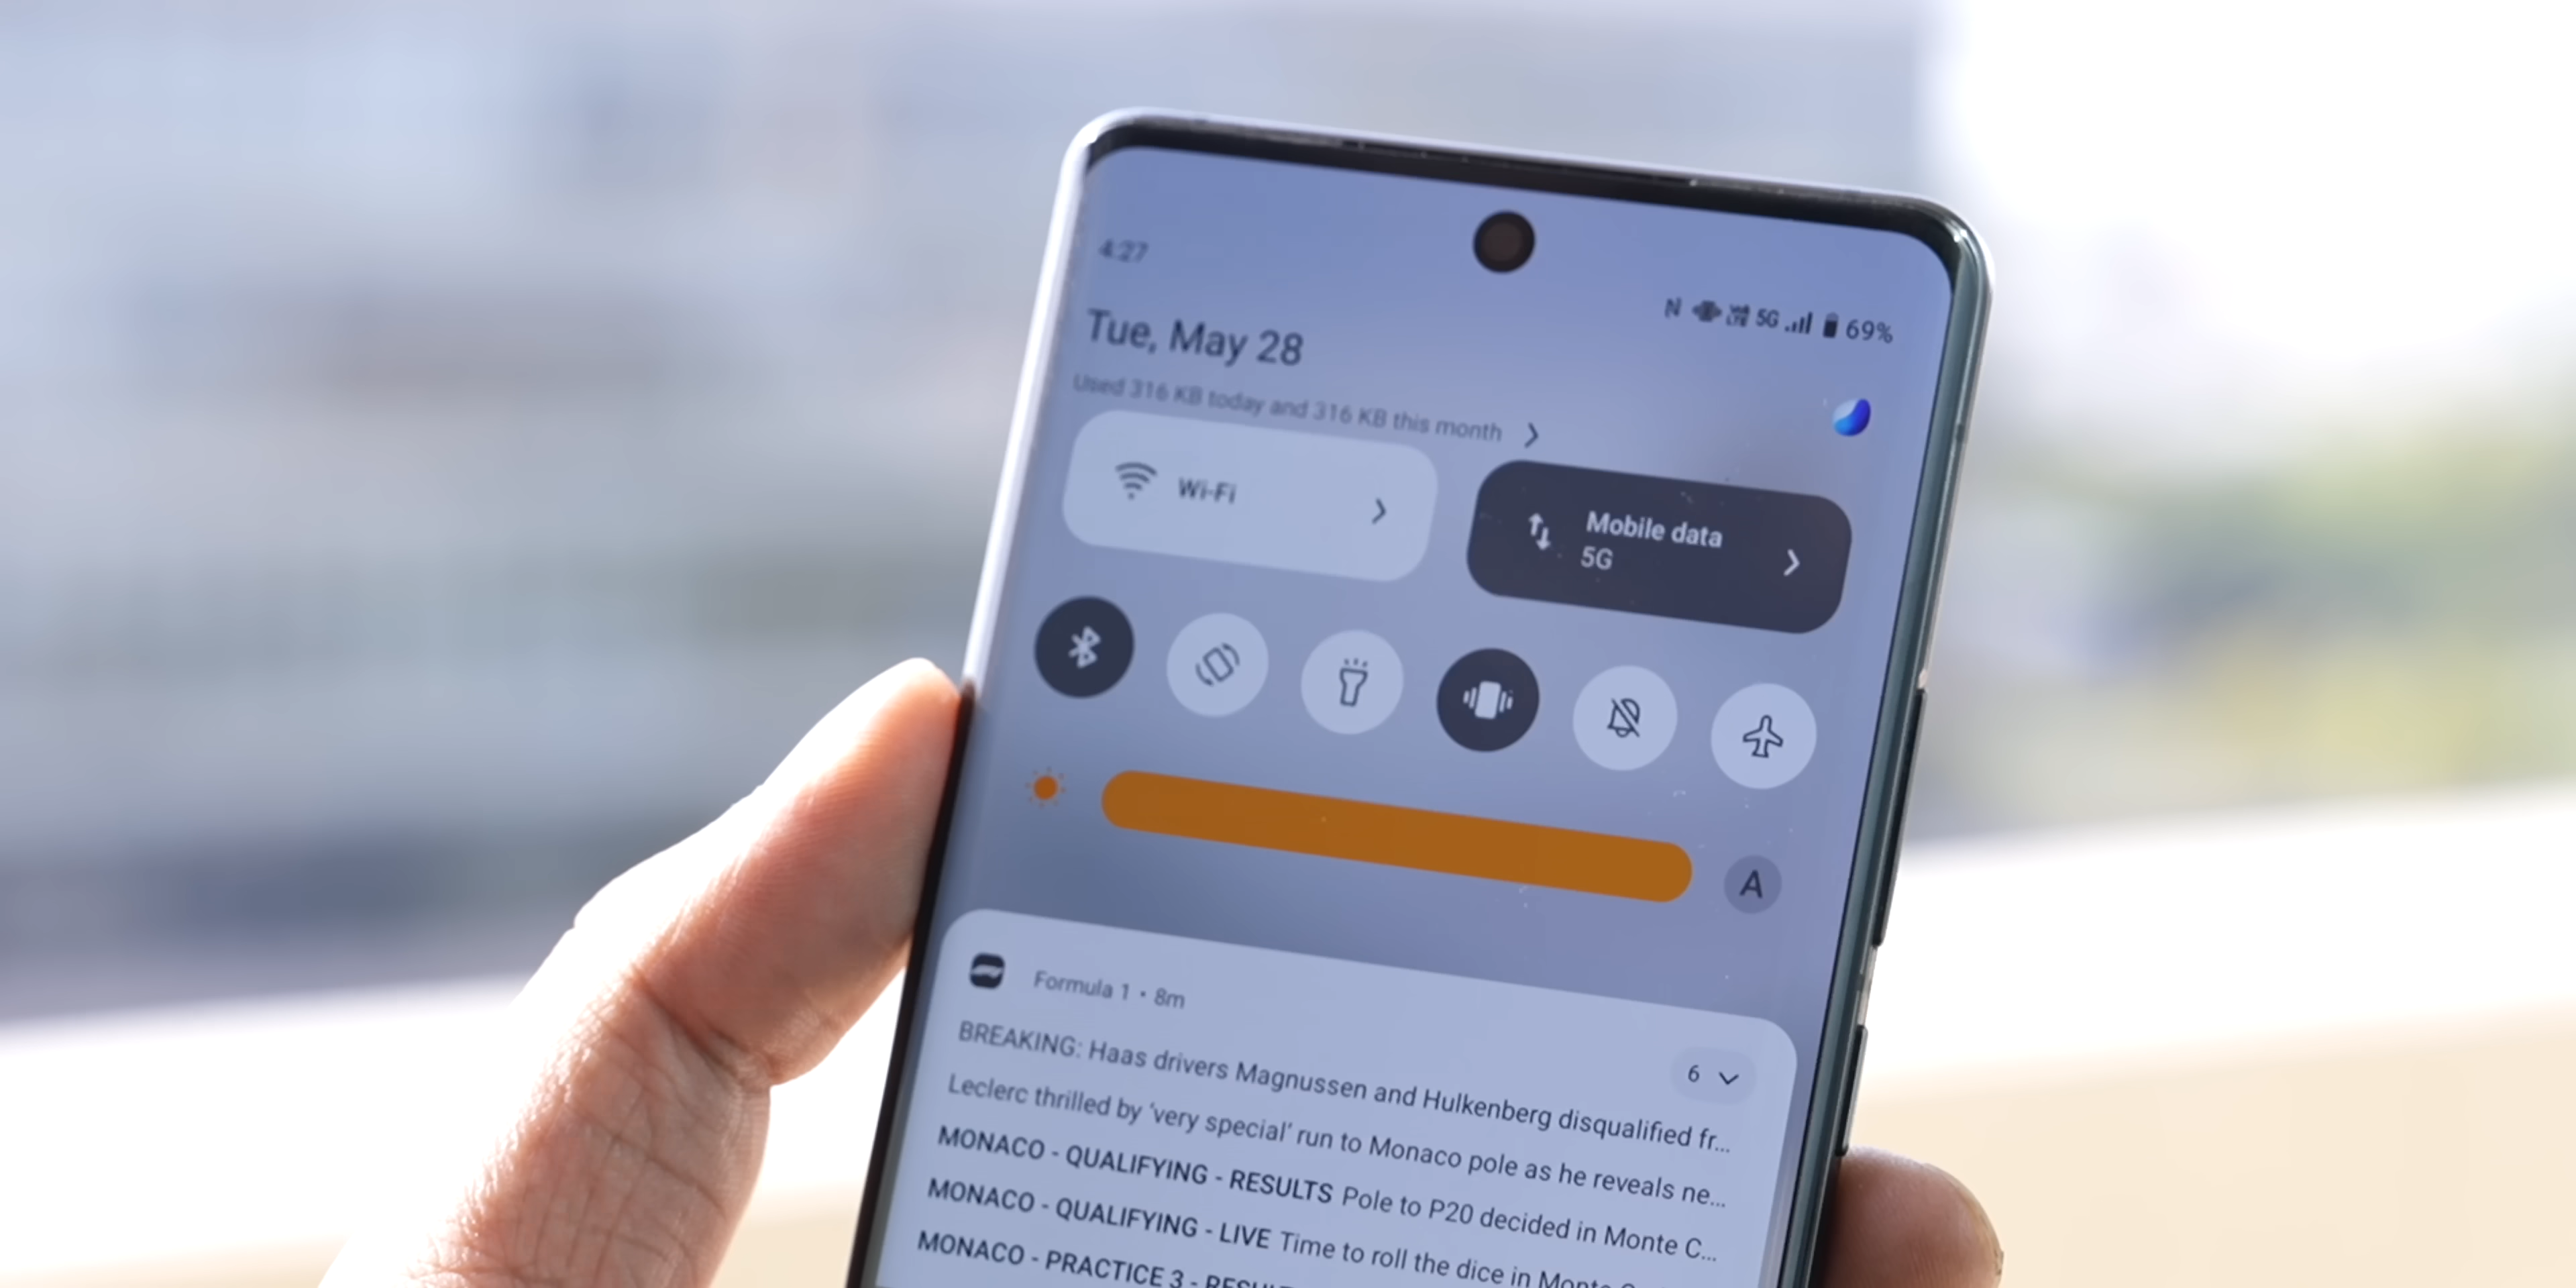 4:27
N VoLTE 5G 69%
Tue, May 28
Used 316 KB today and 316 KB this month
Wi-Fi
Mobile data
5G
A
Formula 1 • 8m
6
BREAKING: Haas drivers Magnussen and Hulkenberg disqualified fr...
Leclerc thrilled by ‘very special’ run to Monaco pole as he reveals ne...
MONACO - QUALIFYING - RESULTS Pole to P20 decided in Monte C...
MONACO - QUALIFYING - LIVE Time to roll the dice in Monte
MONACO - PRACTICE 3 -